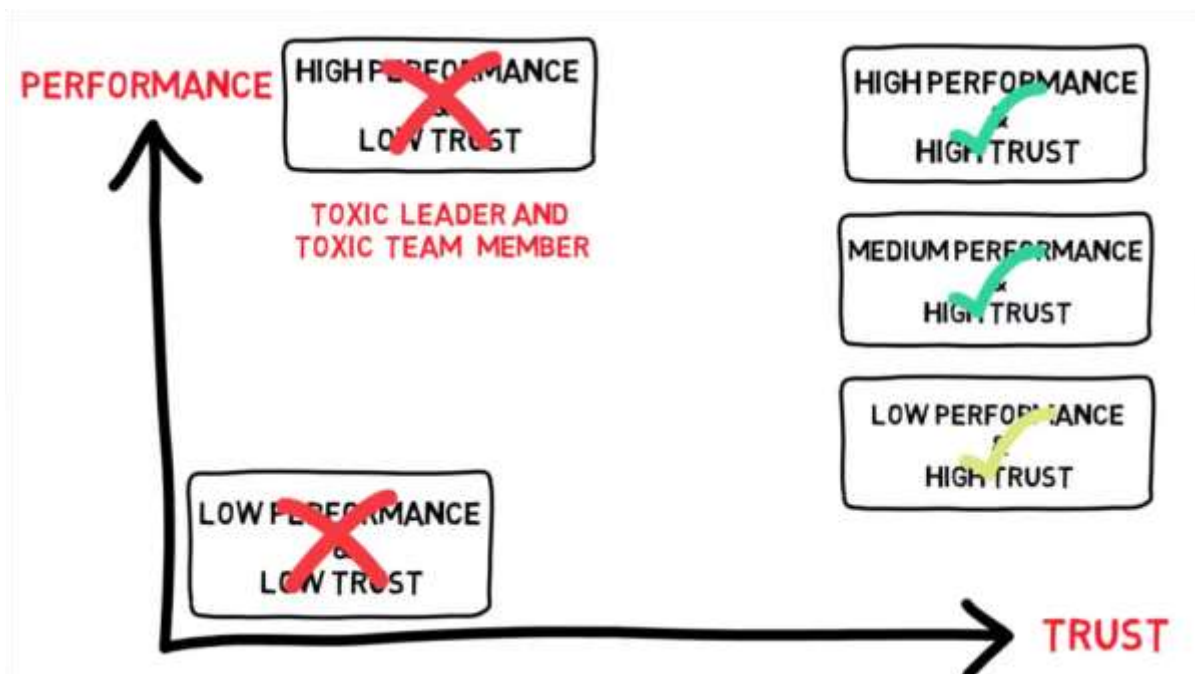 PERFORMANCE
HIGH PERFORMANCE
&
LOW TRUST
TOXIC LEADER AND
TOXIC TEAM MEMBER
HIGH PERFORMANCE
&
HIGH TRUST
MEDIUM PERFORMANCE
&
HIGH TRUST
LOW PERFORMANCE
&
HIGH TRUST
LOW PERFORMANCE
&
LOW TRUST
TRUST